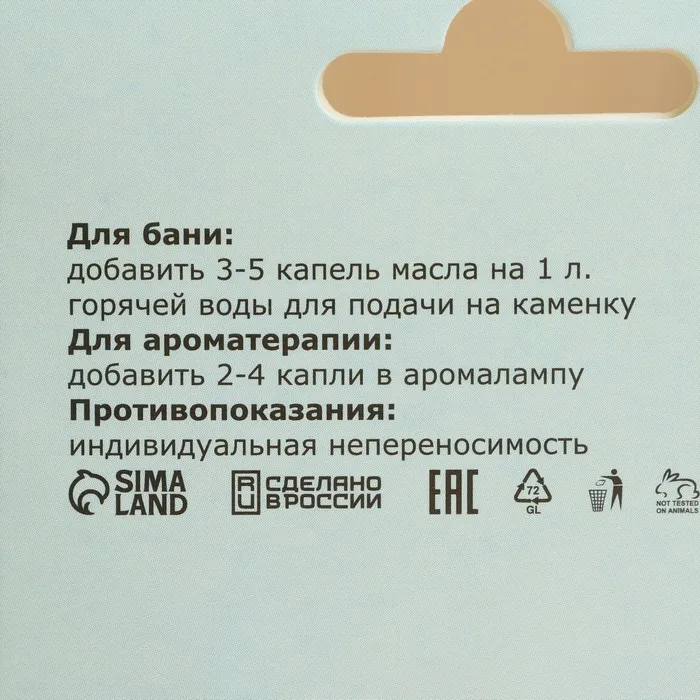 Для бани:
добавить 3-5 капель масла на 1 л.
горячей воды для подачи на каменку
Для ароматерапии:
добавить 2-4 капли в аромалампу
Противопоказания:
индивидуальная непереносимость
SIMA
LAND
RU
СДЕЛАНО
В РОССИИ
EAC
72
GL
NOT TESTED
ON ANIMALS